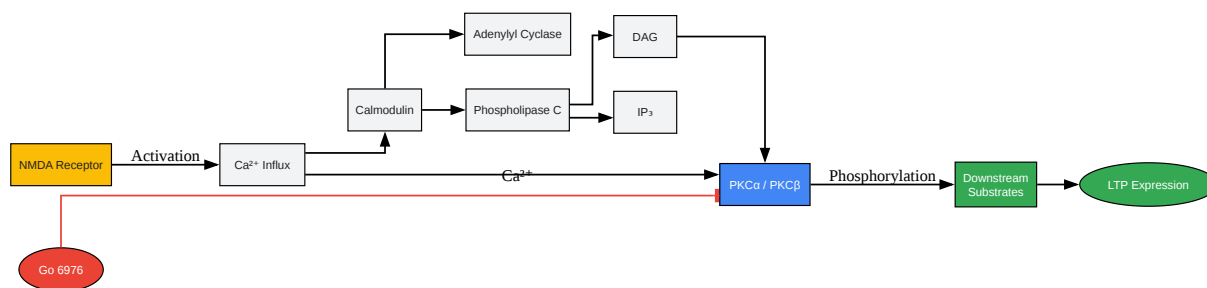 Adenylyl Cyclase
DAG
Calmodulin
Phospholipase C
IP₃
NMDA Receptor
Activation
Ca²⁺ Influx
Ca²⁺
PKCα / PKCβ
Phosphorylation
Downstream
Substrates
LTP Expression
Go 6976